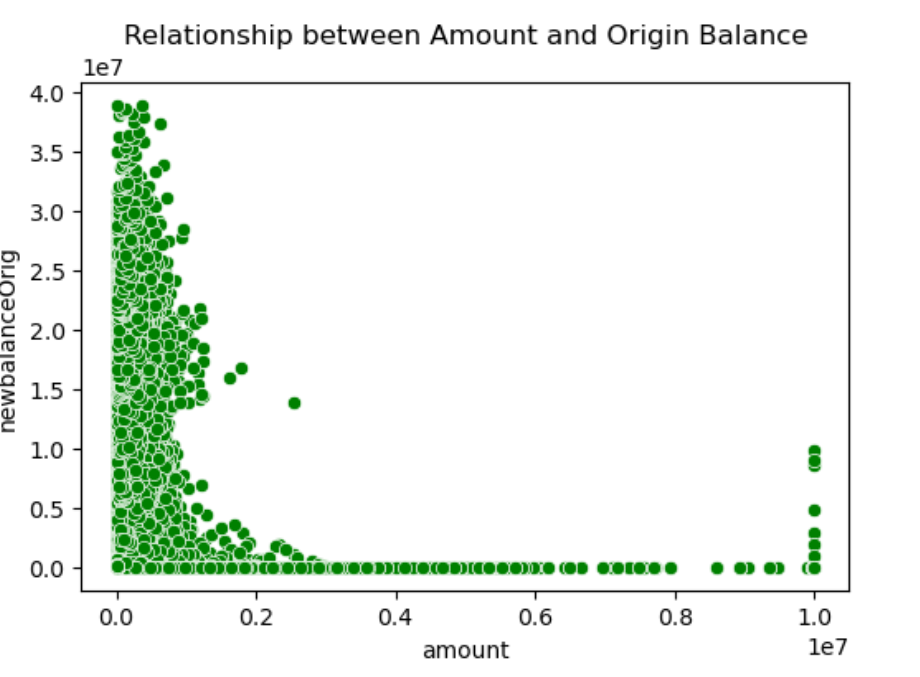 Relationship between Amount and Origin Balance
1e7
4.0
3.5
3.0
2.5
2.0
1.5
1.0
0.5
0.0
newbalanceOrig
0.0 0.2 0.4 0.6 0.8 1.0
amount
1e7